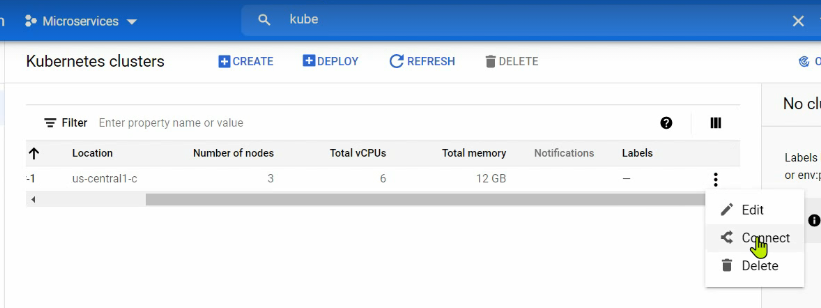 Microservices
kube
Kubernetes clusters
CREATE
DEPLOY
REFRESH
DELETE
Filter Enter property name or value
Location Number of nodes Total vCPUs Total memory Notifications Labels
-1 us-central1-c 3 6 12 GB —
No clu
Labels
or env:p
Edit
Connect
Delete